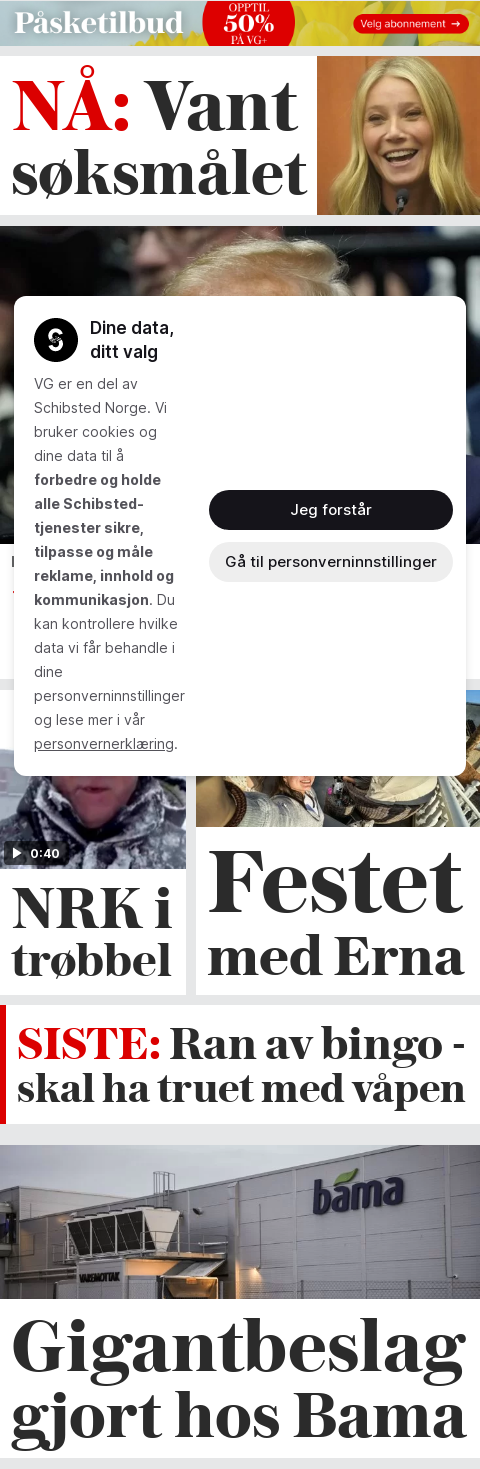 Påsketilbud
OPPTIL
50%
PÅ VG+
Velg abonnement →
NÅ: Vant
søksmålet
Dine data,
ditt valg
VG er en del av
Schibsted Norge. Vi
bruker cookies og
dine data til å
forbedre og holde
alle Schibsted-
tjenester sikre,
tilpasse og måle
reklame, innhold og
kommunikasjon. Du
kan kontrollere hvilke
data vi får behandle i
dine
personverninnstillinger
og lese mer i vår
personvernerklæring.
Jeg forstår
Gå til personverninnstillinger
0:40
NRK i
trøbbel
Festet
med Erna
SISTE: Ran av bingo -
skal ha truet med våpen
bama
VAREMOTTAK
Gigantbeslag
gjort hos Bama